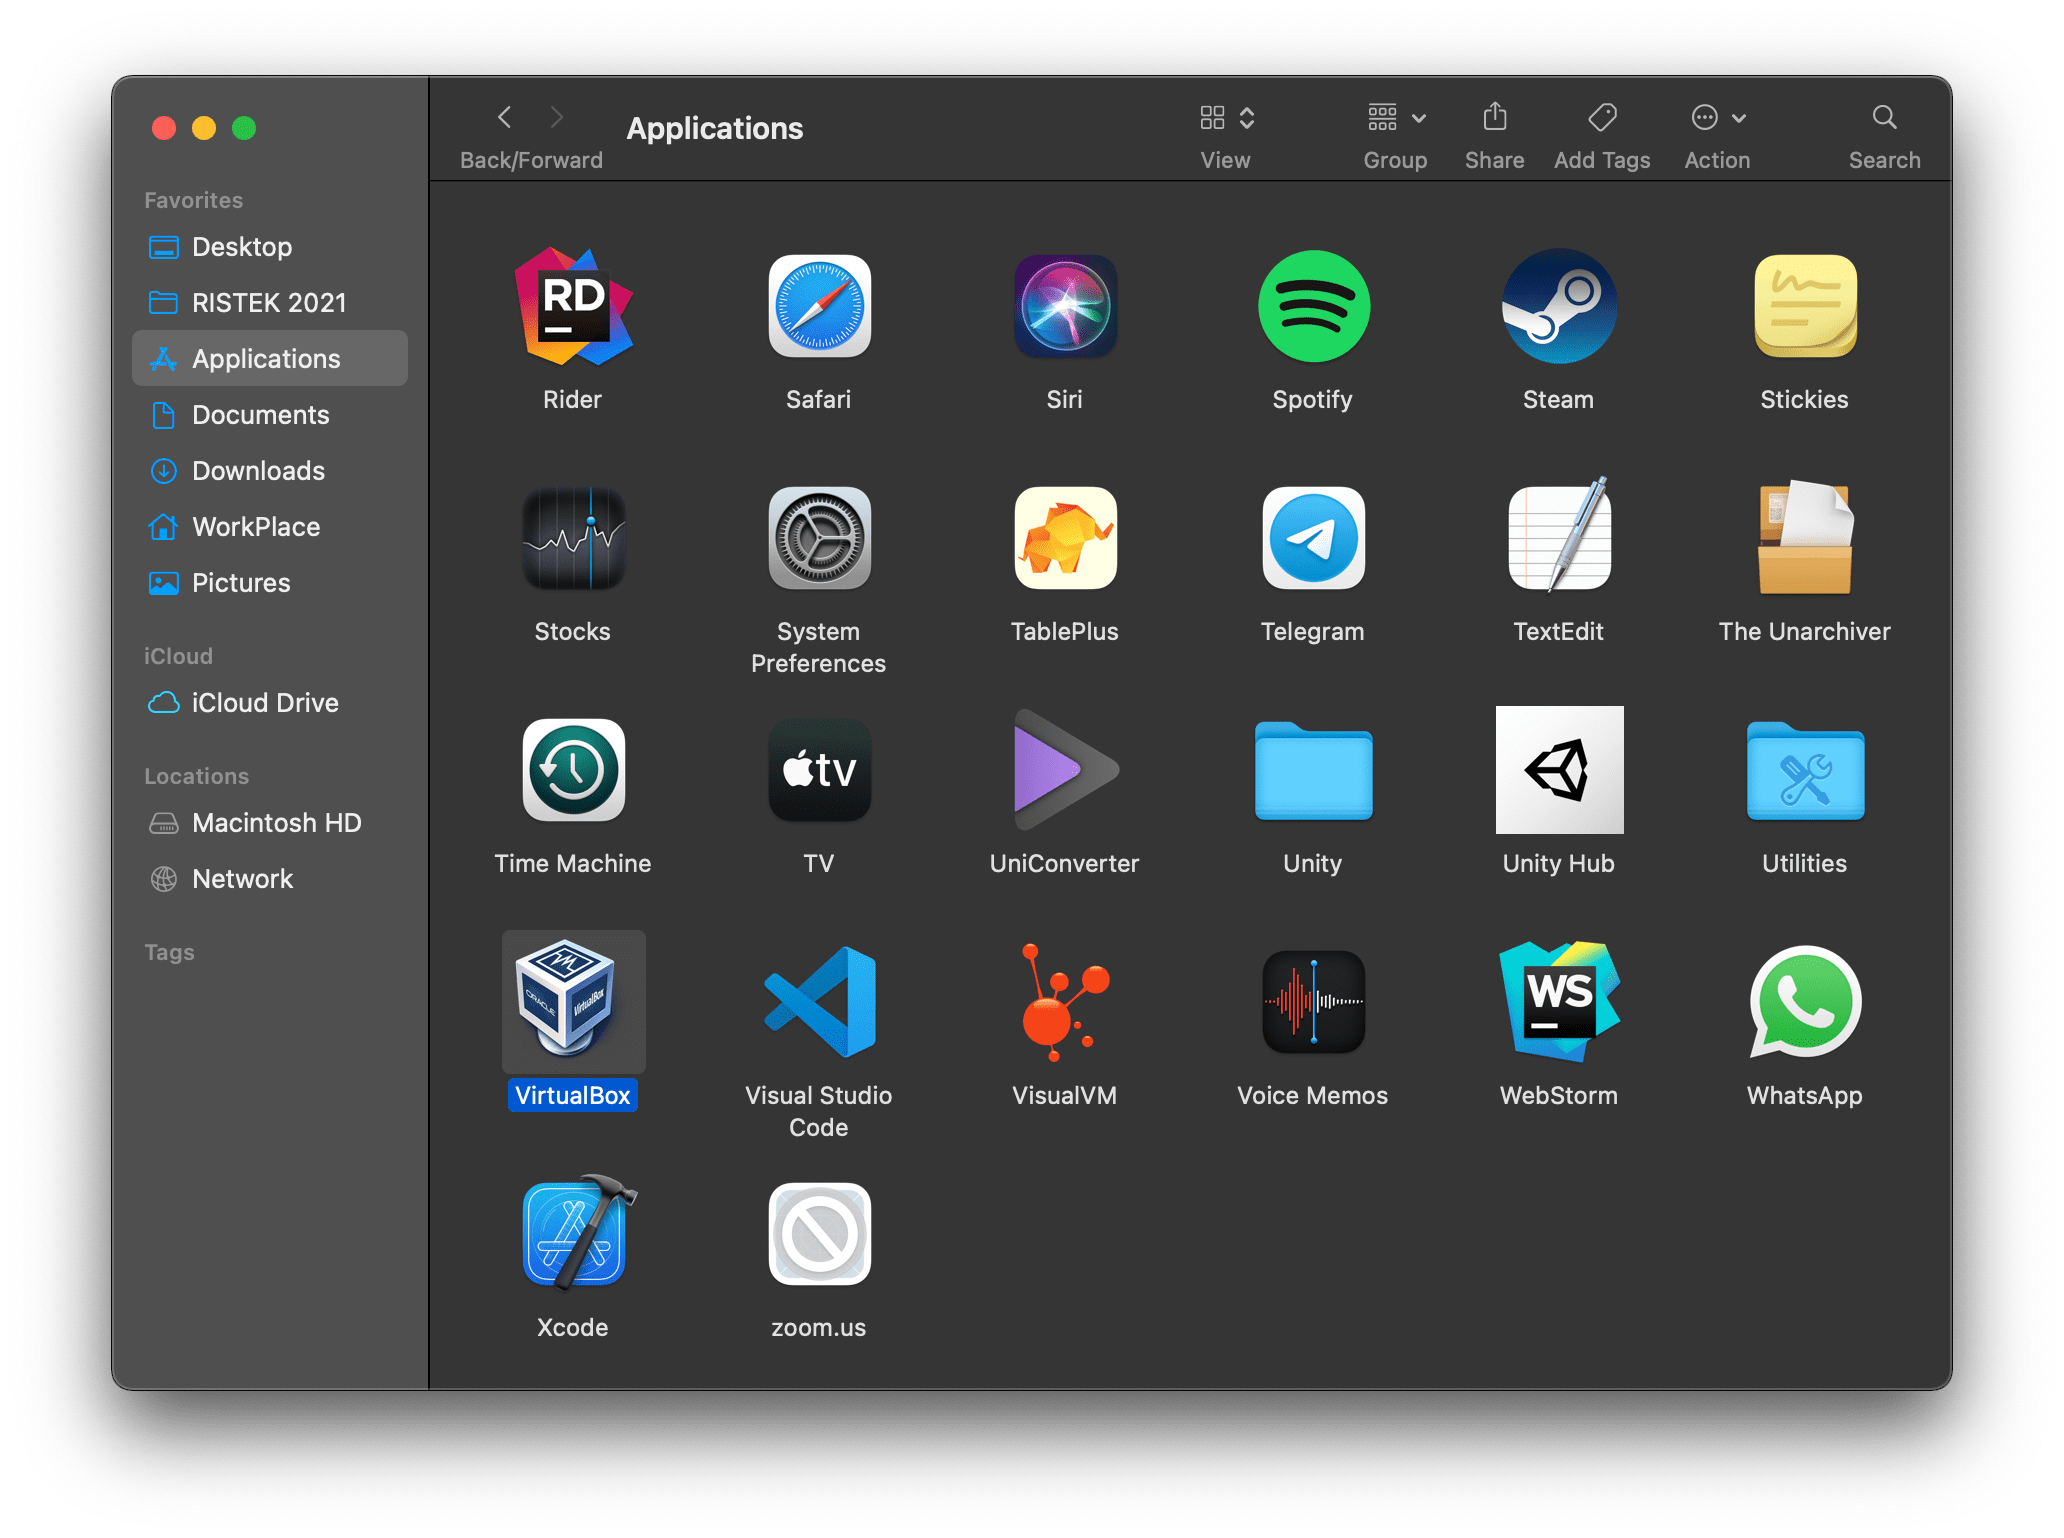 Applications
Back/Forward
View
Group
Share
Add Tags
Action
Search
Favorites
Desktop
RISTEK 2021
Applications
Documents
Downloads
WorkPlace
Pictures
iCloud
iCloud Drive
Locations
Macintosh HD
Network
Tags
RD
Rider
Safari
Siri
Spotify
Steam
Stickies
Stocks
System
Preferences
TablePlus
Telegram
TextEdit
The Unarchiver
Time Machine
tv
TV
UniConverter
Unity
Unity Hub
Utilities
ORACLE
VirtualBox
VirtualBox
Visual Studio
Code
VisualVM
Voice Memos
WS
WebStorm
WhatsApp
Xcode
zoom.us